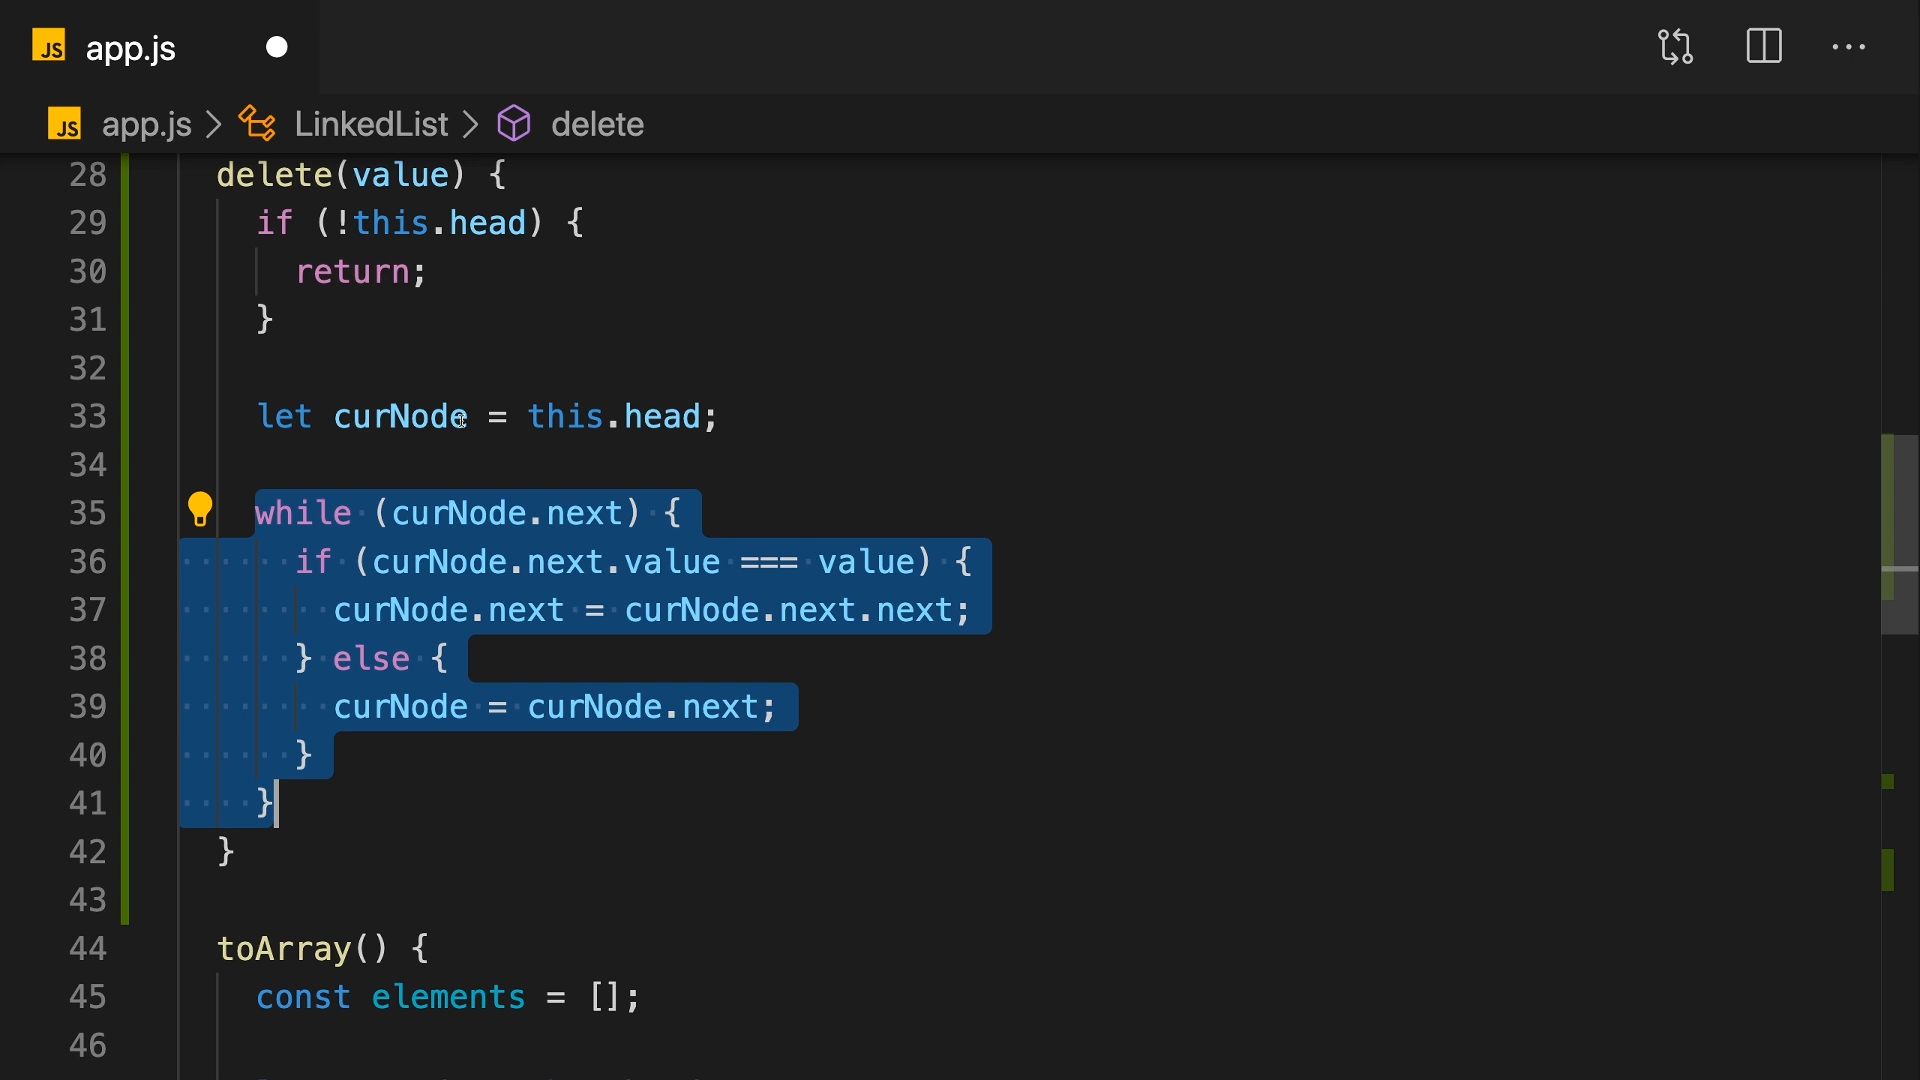 JS app.js
JS app.js > LinkedList > delete
28 delete(value) {
29 if (!this.head) {
30 return;
31 }
32
33 let curNode = this.head;
34
35 while (curNode.next) {
36 if (curNode.next.value === value) {
37 curNode.next = curNode.next.next;
38 } else {
39 curNode = curNode.next;
40 }
41 }
42 }
43
44 toArray() {
45 const elements = [];
46